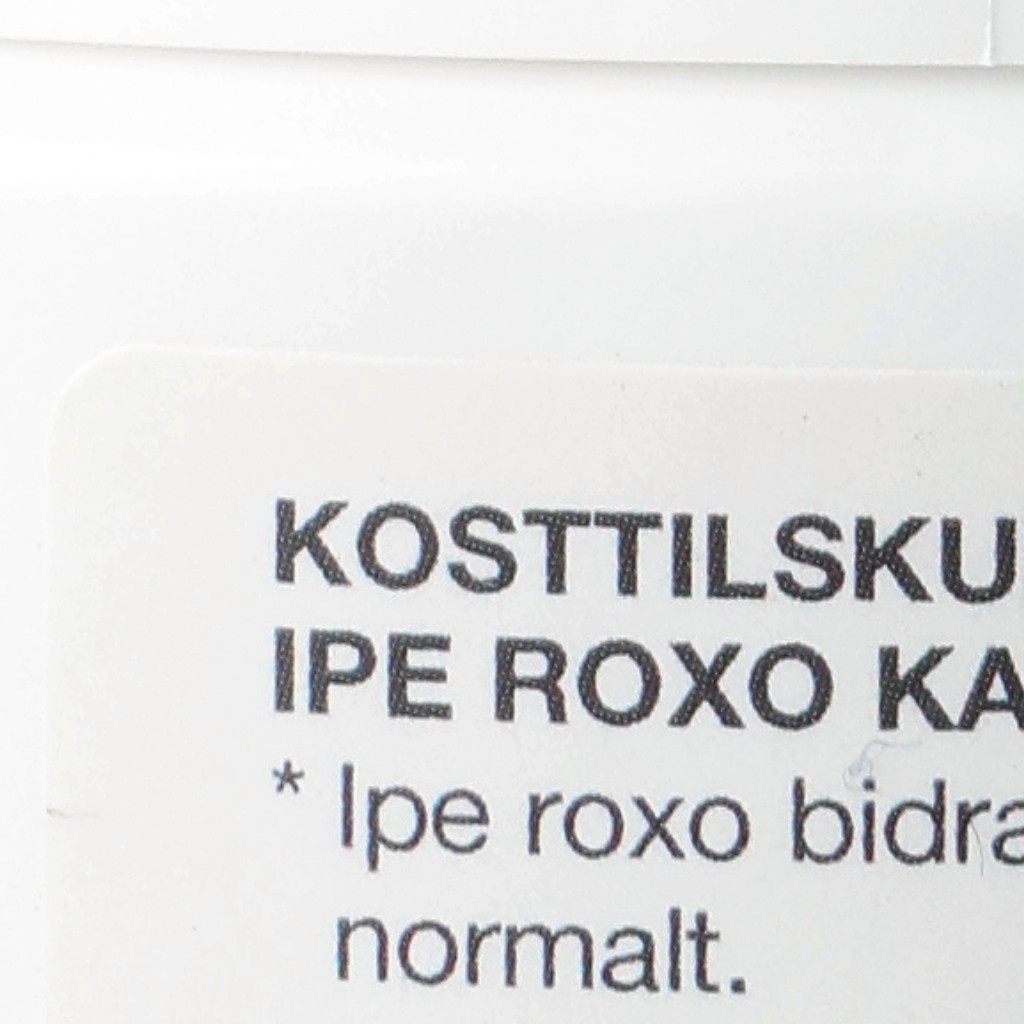 KOSTTILSKU
IPE ROXO KA
* Ipe roxo bidra
normalt.